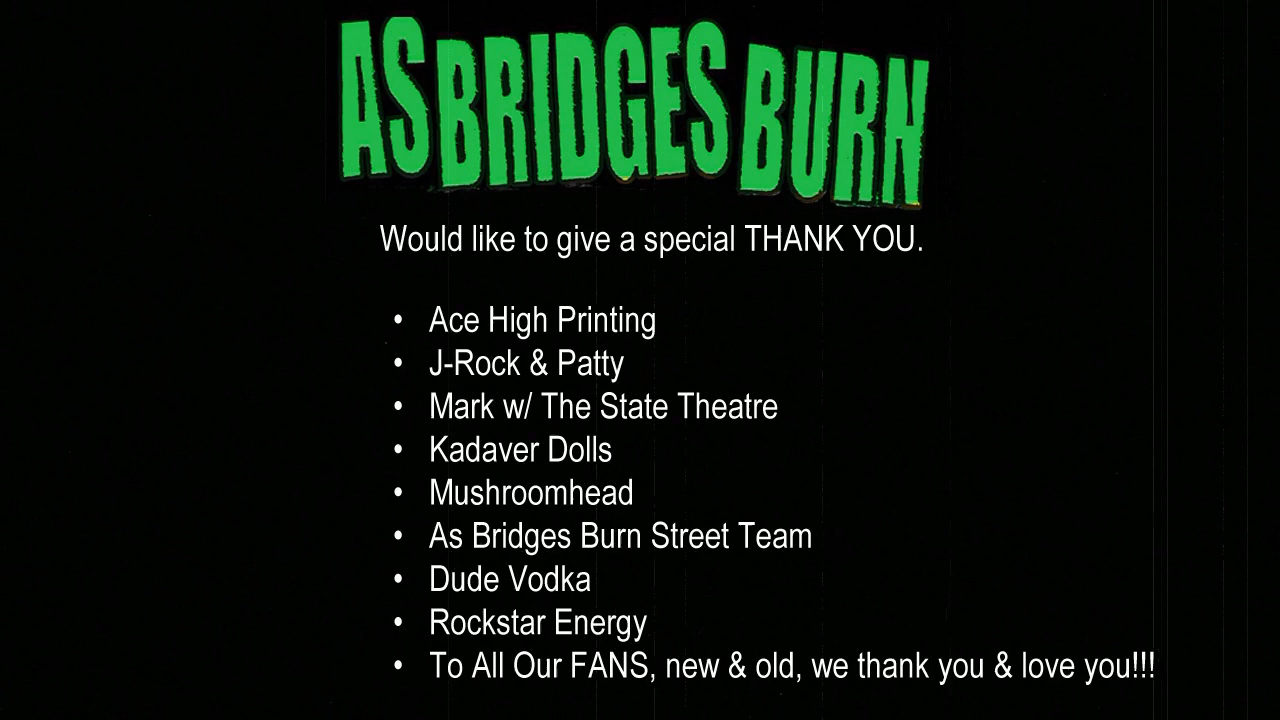 AS BRIDGES BURN
Would like to give a special THANK YOU.
• Ace High Printing
• J-Rock & Patty
• Mark w/ The State Theatre
• Kadaver Dolls
• Mushroomhead
• As Bridges Burn Street Team
• Dude Vodka
• Rockstar Energy
• To All Our FANS, new & old, we thank you & love you!!!